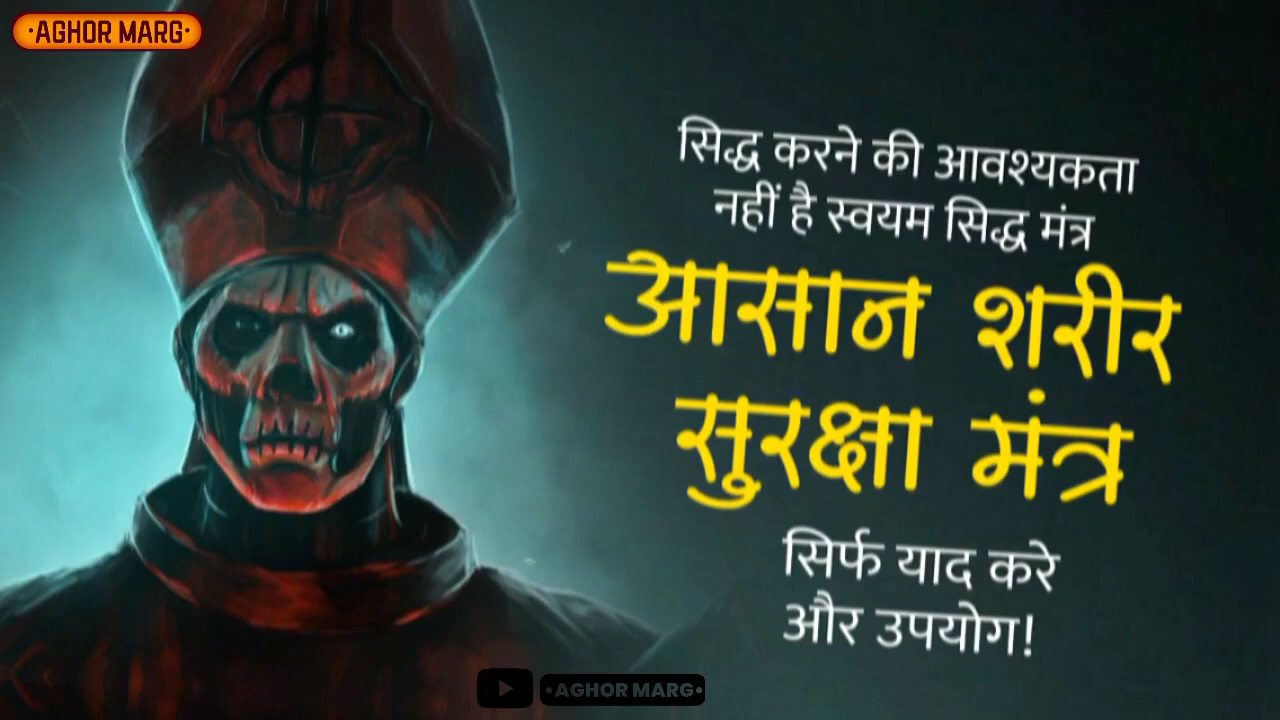 ·AGHOR MARG·
सिद्ध करने की आवश्यकता
नहीं है स्वयम सिद्ध मंत्र
आसान शरीर
सुरक्षा मंत्र
सिर्फ याद करे
और उपयोग!
·AGHOR MARG·